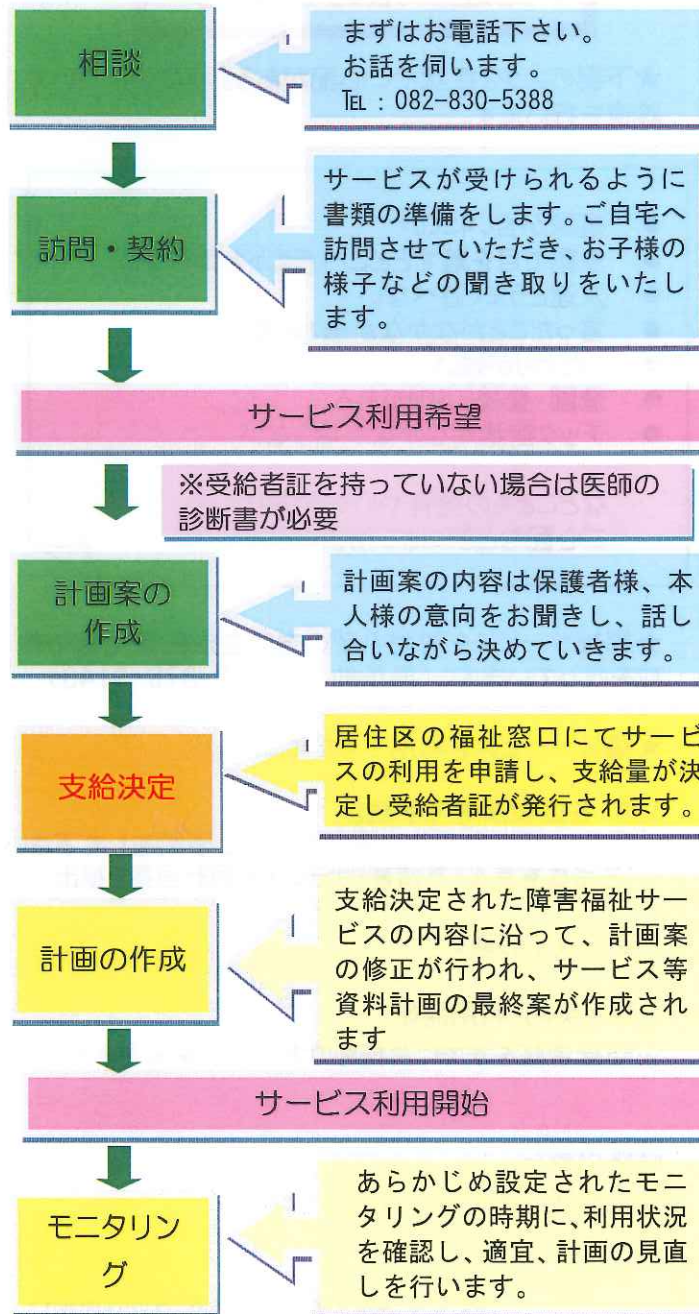 相談
まずはお電話下さい。
お話を伺います。
TEL:082-830-5388
訪問・契約
サービスが受けられるように
書類の準備をします。ご自宅へ
訪問させていただき、お子様の
様子などの聞き取りをいたし
ます。
サービス利用希望
※受給者証を持っていない場合は医師の
診断書が必要
計画案の
作成
計画案の内容は保護者様、本
人様の意向をお聞きし、話し
合いながら決めていきます。
支給決定
居住区の福祉窓口にてサービ
スの利用を申請し、支給量が決
定し受給者証が発行されます。
計画の作成
支給決定された障害福祉サー
ビスの内容に沿って、計画案
の修正が行われ、サービス等
資料計画の最終案が作成され
ます
サービス利用開始
モニタリン
グ
あらかじめ設定されたモニ
タリングの時期に、利用状況
を確認し、適宜、計画の見直
しを行います。